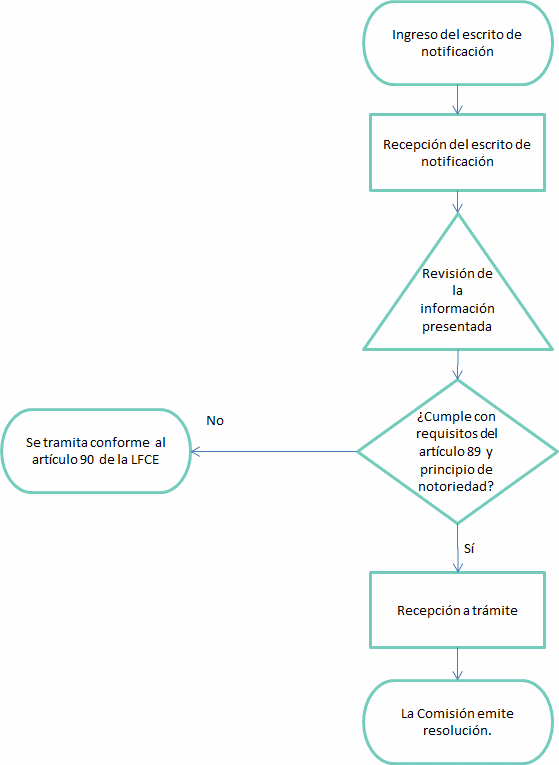 Ingreso del escrito de
notificación
Recepción del escrito de
notificación
Revisión de
la
información
presentada
¿Cumple con
requisitos del
artículo 89 y
principio de
notoriedad?
No
Se tramita conforme al
artículo 90 de la LFCE
Sí
Recepción a trámite
La Comisión emite
resolución.